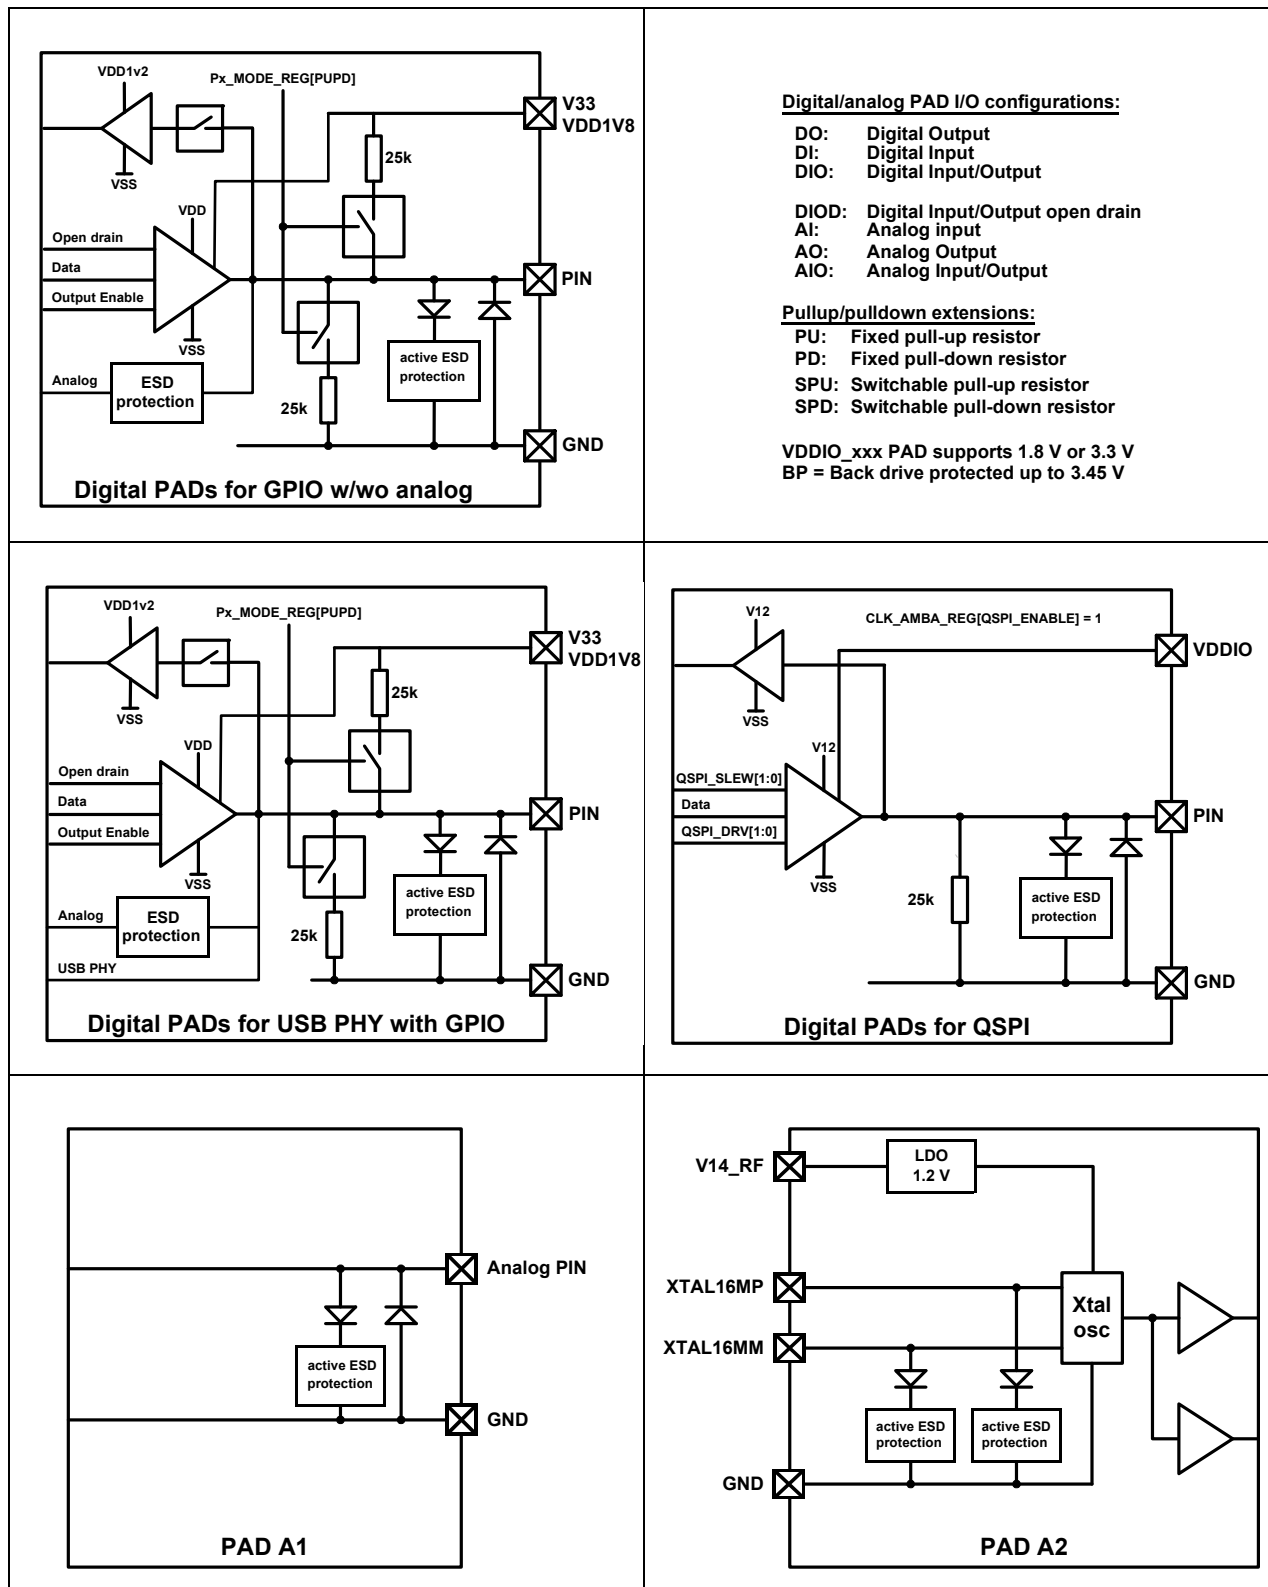 VDD1v2
Px_MODE_REG[PUPD]
V33
VDD1V8
25k
VSS
VDD
Open drain
Data
Output Enable
PIN
VSS
Analog
ESD
protection
25k
active ESD
protection
GND
Digital PADs for GPIO w/wo analog
Digital/analog PAD I/O configurations:
DO: Digital Output
DI: Digital Input
DIO: Digital Input/Output
DIOD: Digital Input/Output open drain
AI: Analog input
AO: Analog Output
AIO: Analog Input/Output
Pullup/pulldown extensions:
PU: Fixed pull-up resistor
PD: Fixed pull-down resistor
SPU: Switchable pull-up resistor
SPD: Switchable pull-down resistor
VDDIO_xxx PAD supports 1.8 V or 3.3 V
BP = Back drive protected up to 3.45 V
VDD1v2
Px_MODE_REG[PUPD]
V33
VDD1V8
25k
VSS
VDD
Open drain
Data
Output Enable
PIN
VSS
Analog
ESD
protection
USB PHY
25k
active ESD
protection
GND
Digital PADs for USB PHY with GPIO
V12
CLK_AMBA_REG[QSPI_ENABLE] = 1
VDDIO
VSS
V12
QSPI_SLEW[1:0]
Data
QSPI_DRV[1:0]
PIN
VSS
25k
active ESD
protection
GND
Digital PADs for QSPI
Analog PIN
active ESD
protection
GND
PAD A1
V14_RF
LDO
1.2 V
XTAL16MP
Xtal
osc
XTAL16MM
active ESD
protection
active ESD
protection
GND
PAD A2